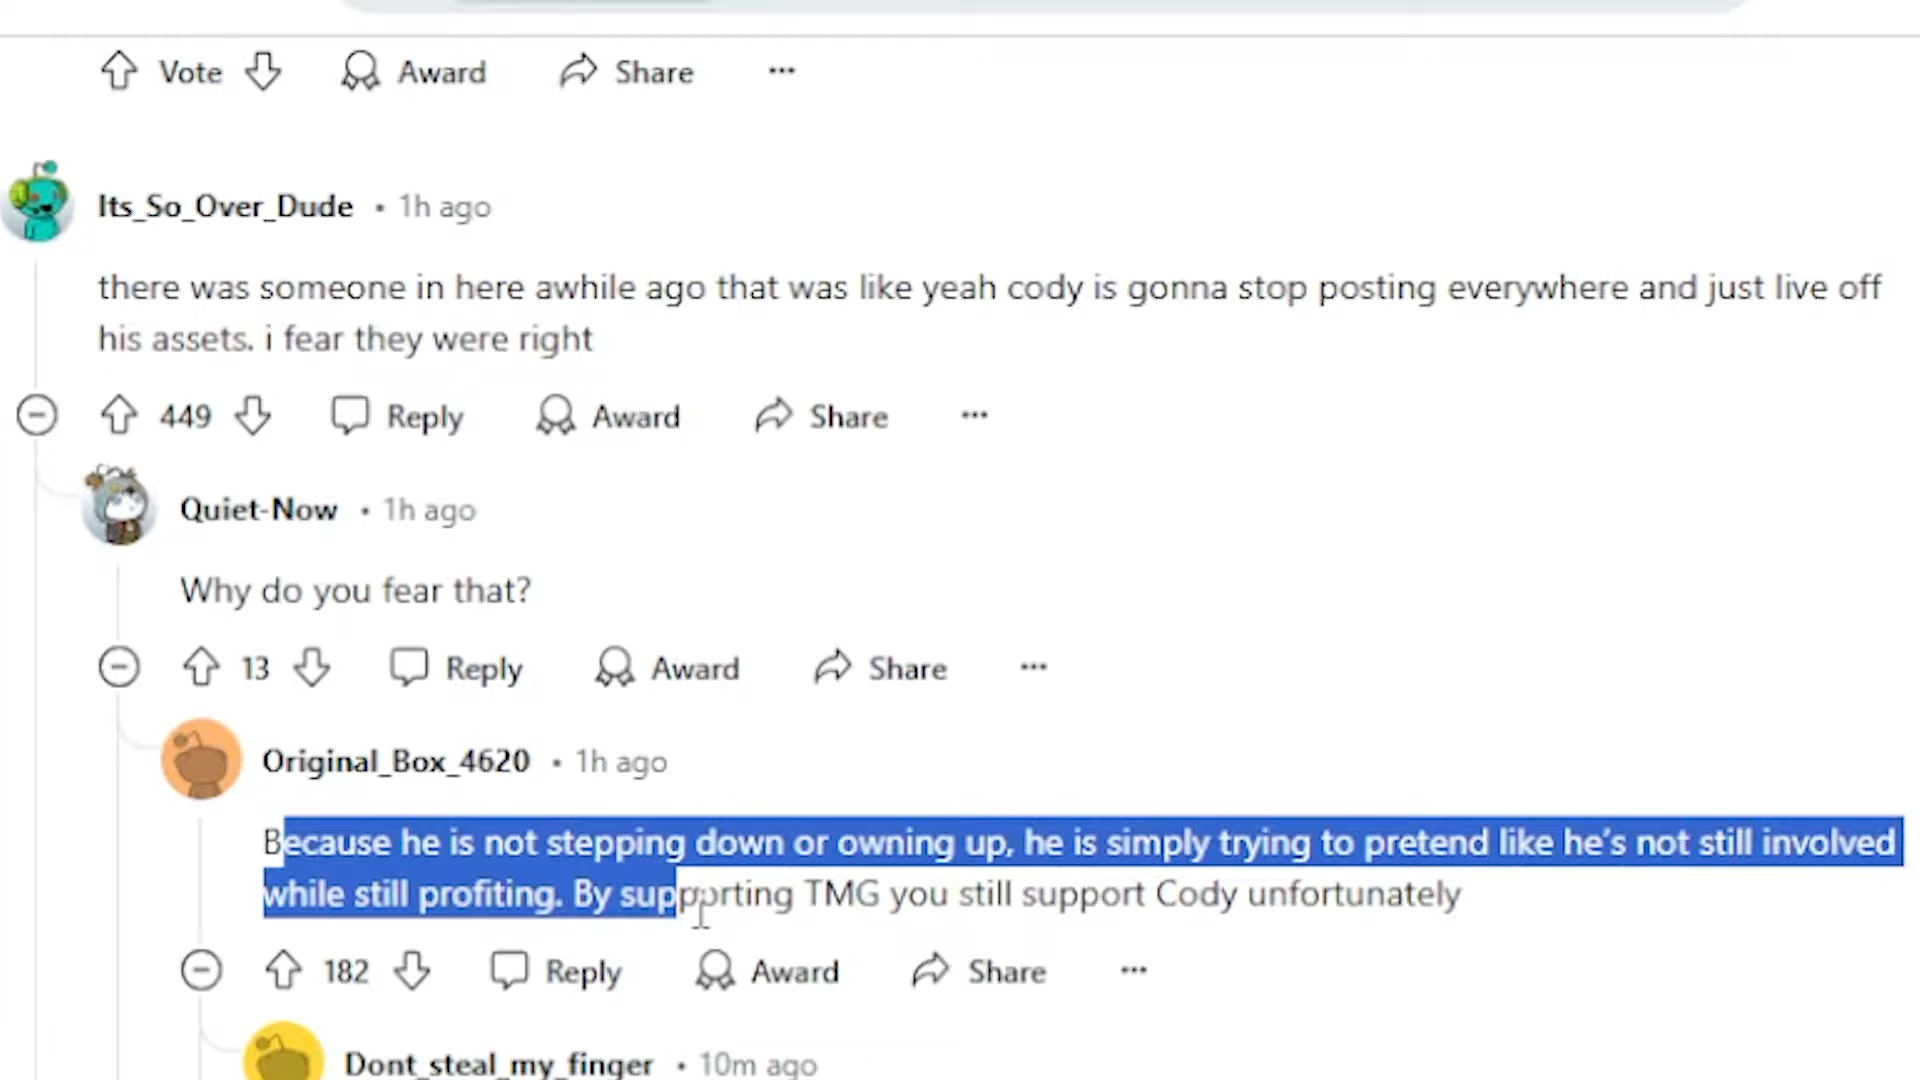 Vote Award Share ...
Its_So_Over_Dude • 1h ago
there was someone in here awhile ago that was like yeah cody is gonna stop posting everywhere and just live off
his assets. i fear they were right
449 Reply Award Share ...
Quiet-Now • 1h ago
Why do you fear that?
13 Reply Award Share ...
Original_Box_4620 • 1h ago
Because he is not stepping down or owning up, he is simply trying to pretend like he's not still involved
while still profiting. By supporting TMG you still support Cody unfortunately
182 Reply Award Share ...
Dont_steal_my_finger • 10m ago